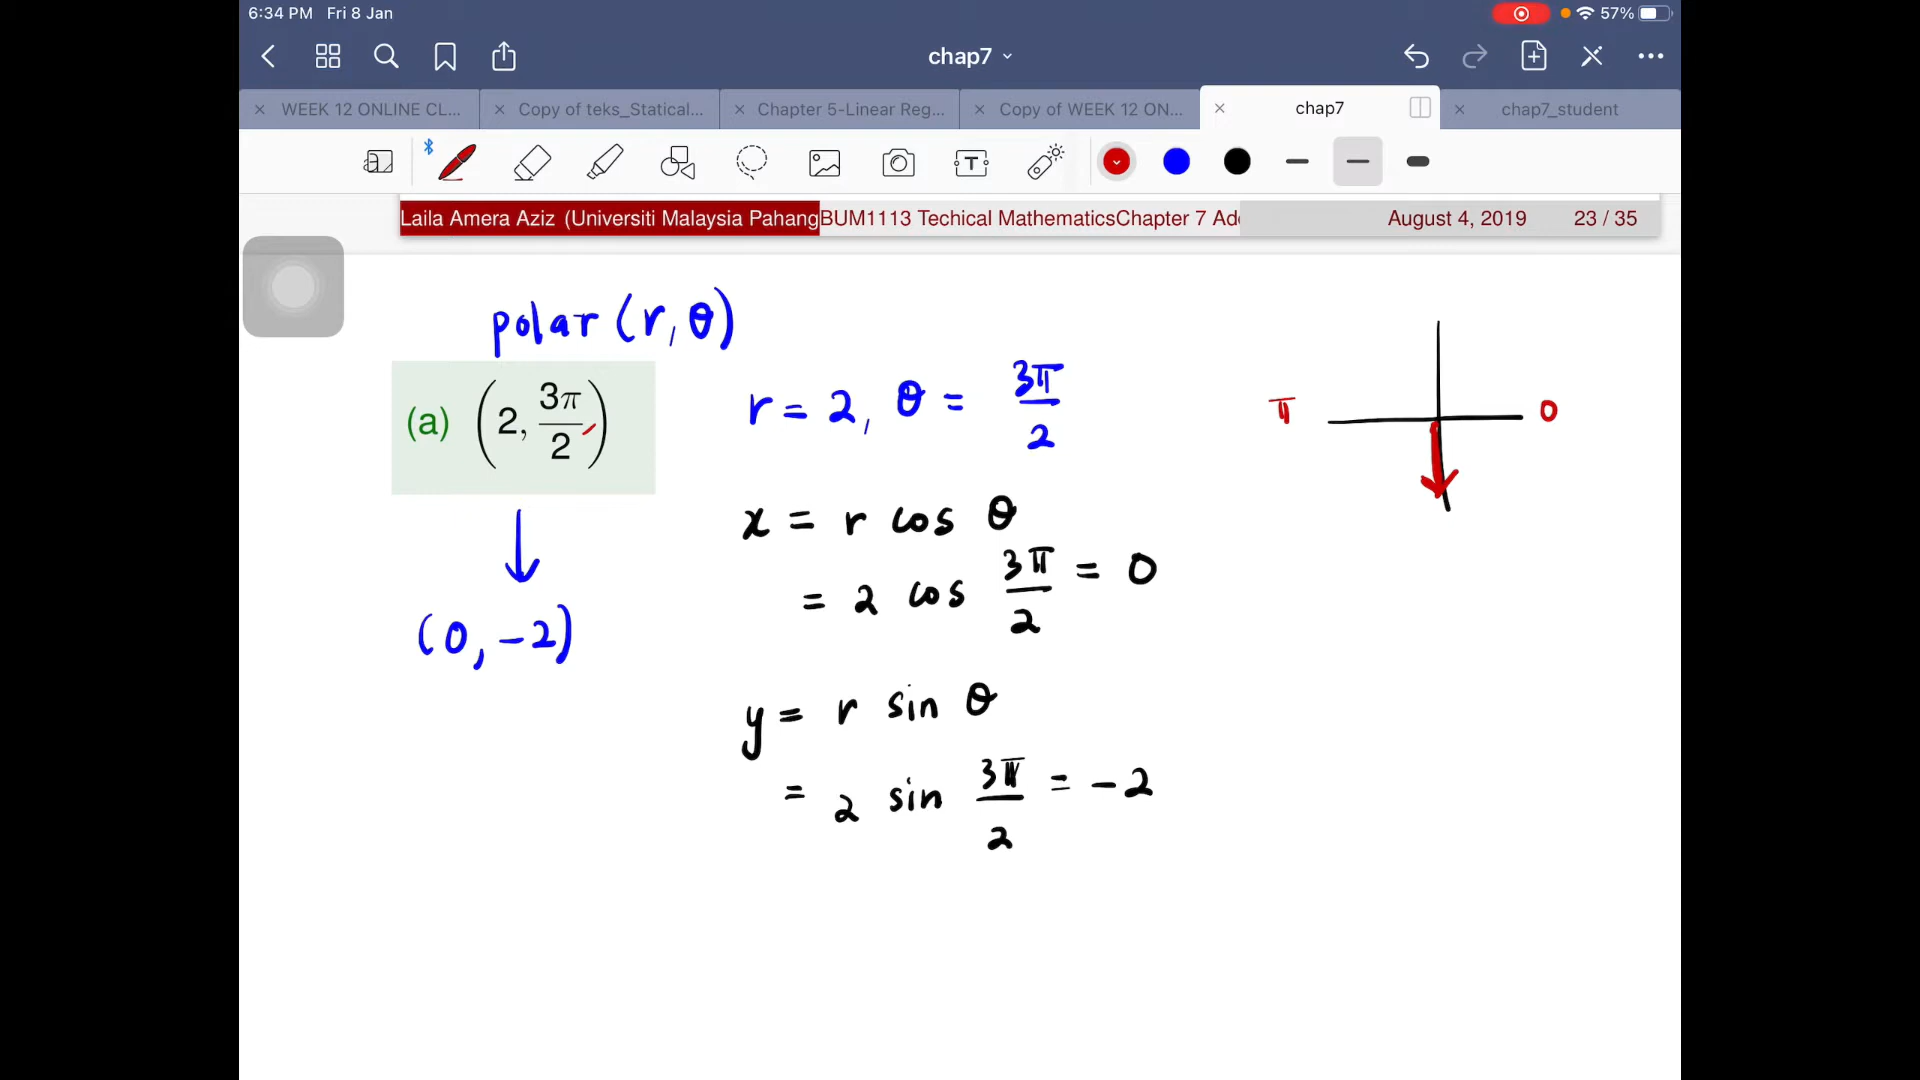 6:34 PM Fri 8 Jan 57%
chap7
WEEK 12 ONLINE CL... Copy of teks_Statical... Chapter 5-Linear Reg... Copy of WEEK 12 ON... chap7 chap7_student
Laila Amera Aziz (Universiti Malaysia Pahang BUM1113 Techical MathematicsChapter 7 Add August 4, 2019 23 / 35
polar (r, θ)
(a) (2, 3π/2)
r = 2, θ = 3π/2
π 0
x = r cos θ
= 2 cos 3π/2 = 0
(0, -2)
y = r sin θ
= 2 sin 3π/2 = -2